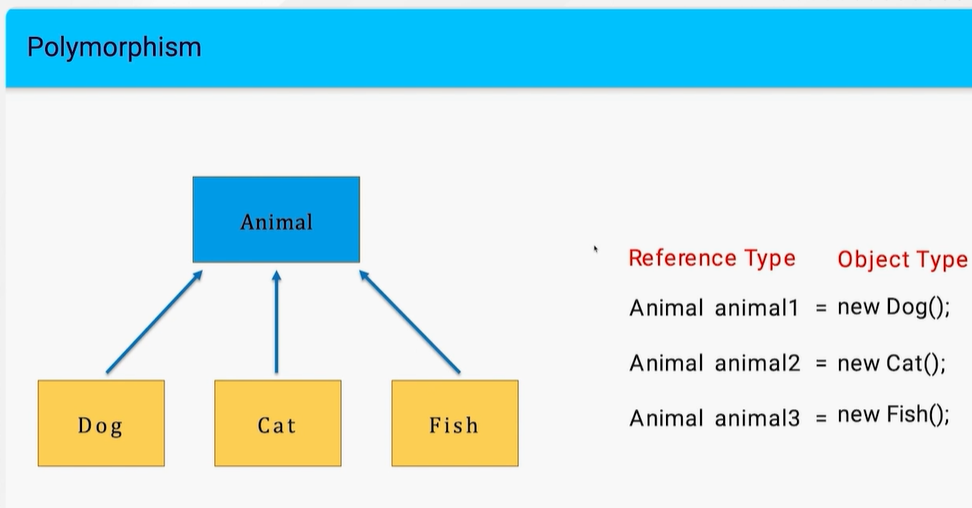 Polymorphism
Animal
Dog Cat Fish
Reference Type Object Type
Animal animal1 = new Dog();
Animal animal2 = new Cat();
Animal animal3 = new Fish();